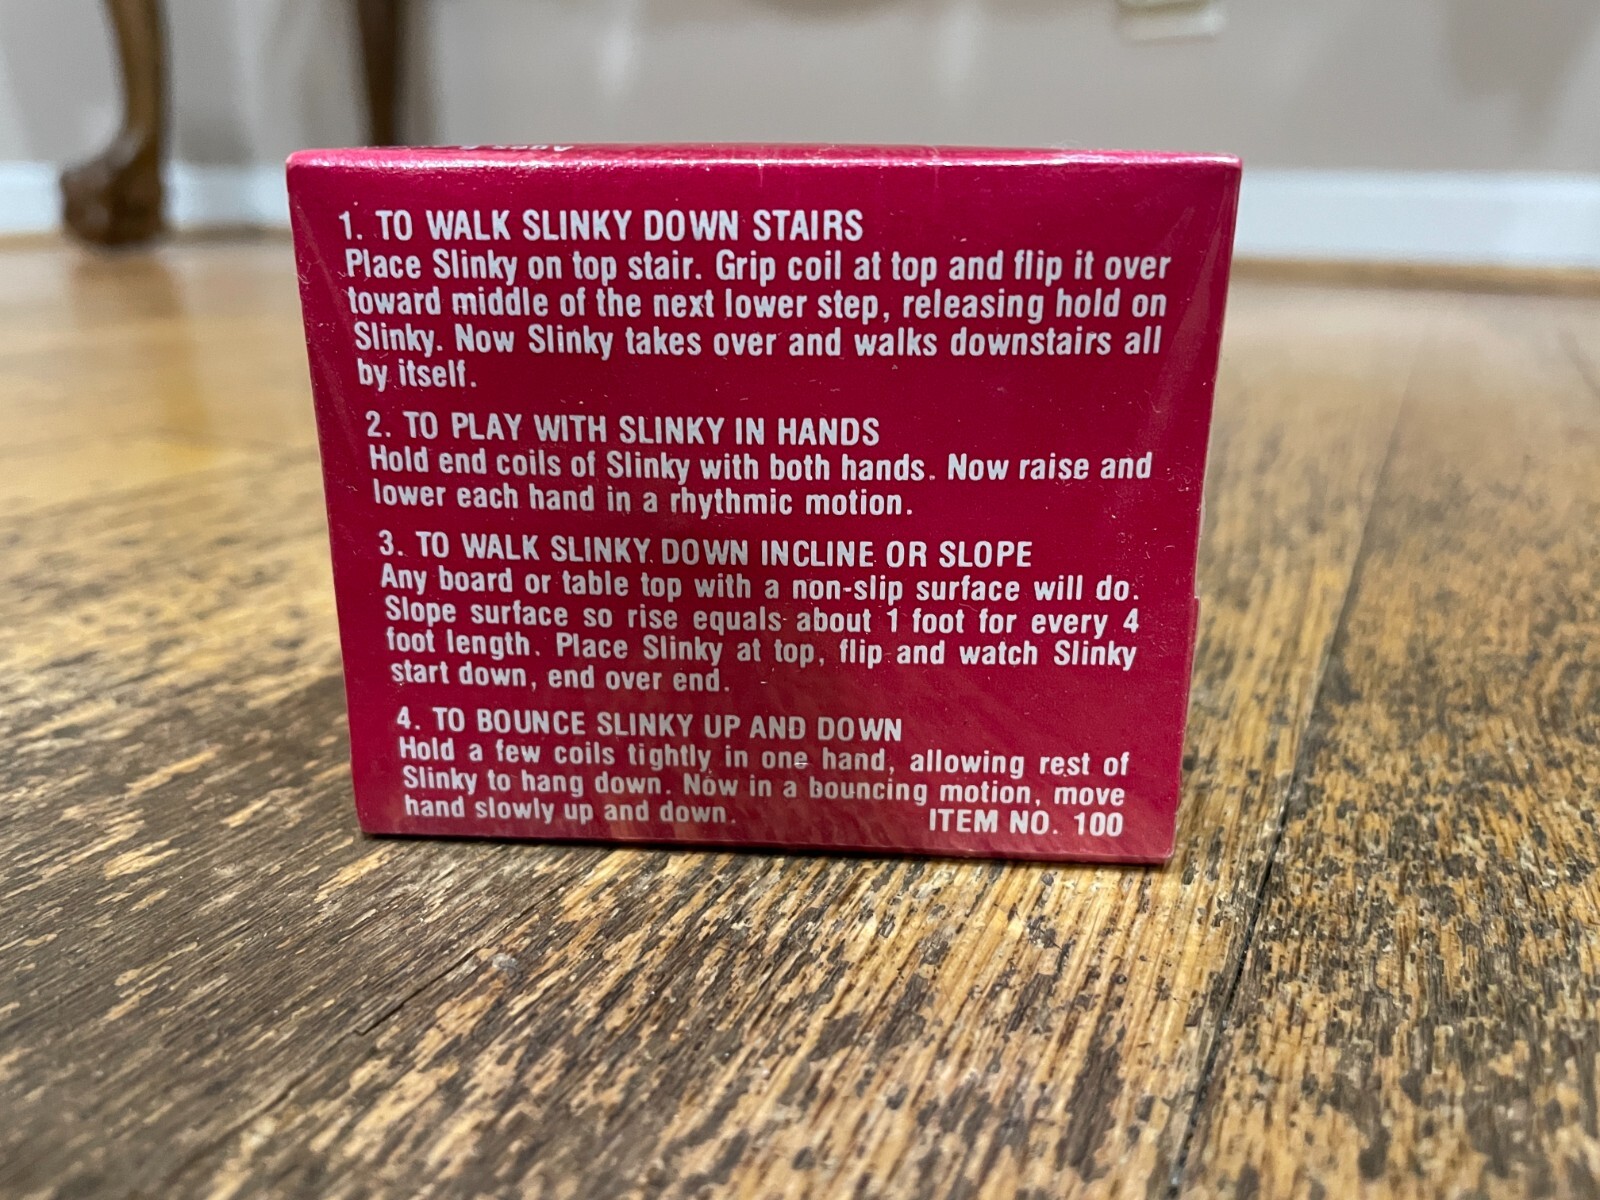 1. TO WALK SLINKY DOWN STAIRS
Place Slinky on top stair. Grip coil at top and flip it over
toward middle of the next lower step, releasing hold on
Slinky. Now Slinky takes over and walks downstairs all
by itself.
2. TO PLAY WITH SLINKY IN HANDS
Hold end coils of Slinky with both hands. Now raise and
lower each hand in a rhythmic motion.
3. TO WALK SLINKY DOWN INCLINE OR SLOPE
Any board or table top with a non-slip surface will do.
Slope surface so rise equals about 1 foot for every 4
foot length. Place Slinky at top, flip and watch Slinky
start down, end over end.
4. TO BOUNCE SLINKY UP AND DOWN
Hold a few coils tightly in one hand, allowing rest of
Slinky to hang down. Now in a bouncing motion, move
hand slowly up and down. ITEM NO. 100